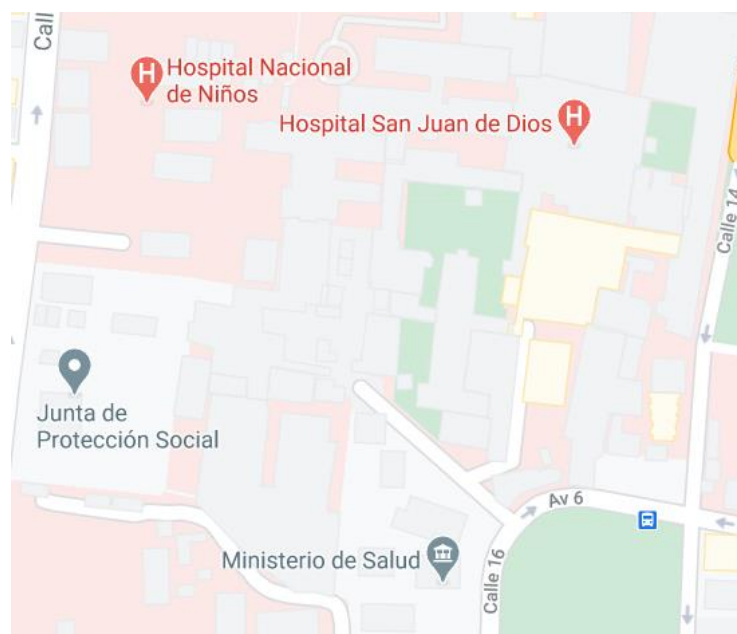 Call
Hospital Nacional
de Niños
H
Hospital San Juan de Dios
H
Calle 14
Junta de
Protección Social
Av 6
Ministerio de Salud
Calle 16